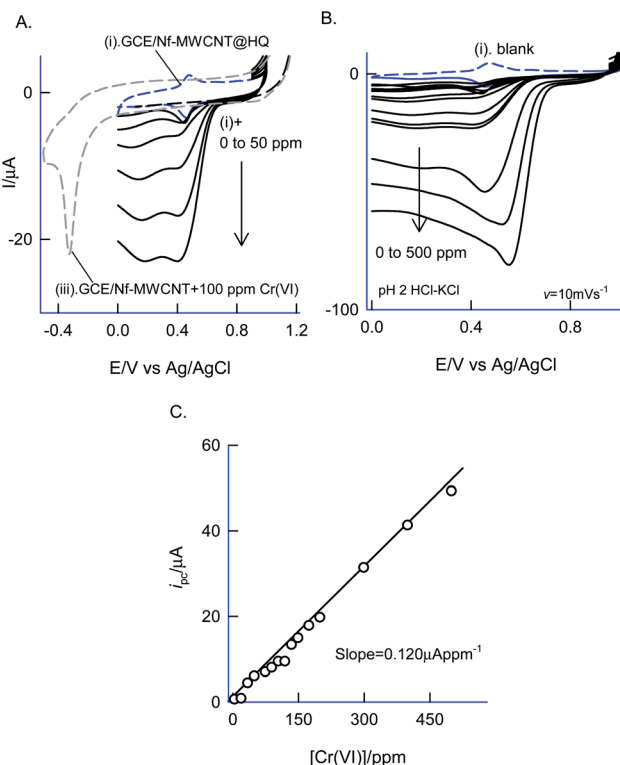 A.
(i).GCE/Nf-MWCNT@HQ
0
-20
I/µA
(i)+
0 to 50 ppm
(iii).GCE/Nf-MWCNT+100 ppm Cr(VI)
-0.4 0.0 0.4 0.8 1.2
E/V vs Ag/AgCl
B.
(i). blank
0
-100
0 to 500 ppm
pH 2 HCl-KCl
v=10mVs-1
0.0 0.4 0.8
E/V vs Ag/AgCl
C.
60
40
20
0
ipc/µA
Slope=0.120µAppm-1
0 150 300 450
[Cr(VI)]/ppm